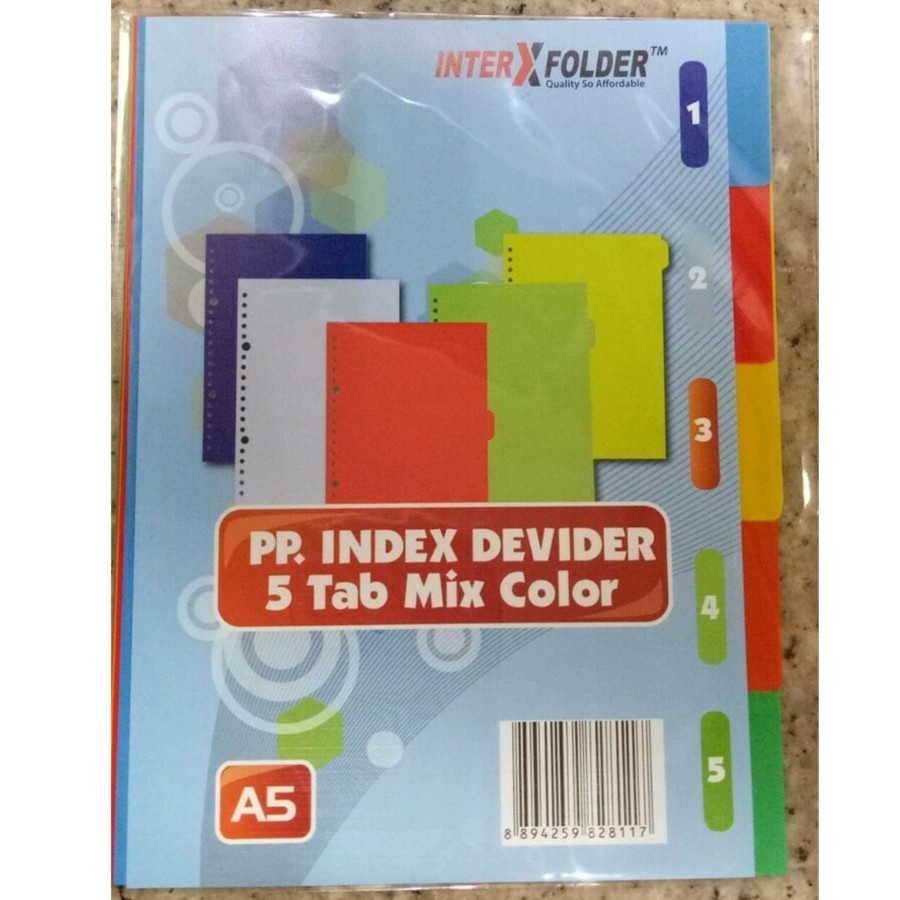 INTER X FOLDER™
Quality So Affordable
1
2
3
PP. INDEX DEVIDER
5 Tab Mix Color
4
5
A5
8 894259 828117